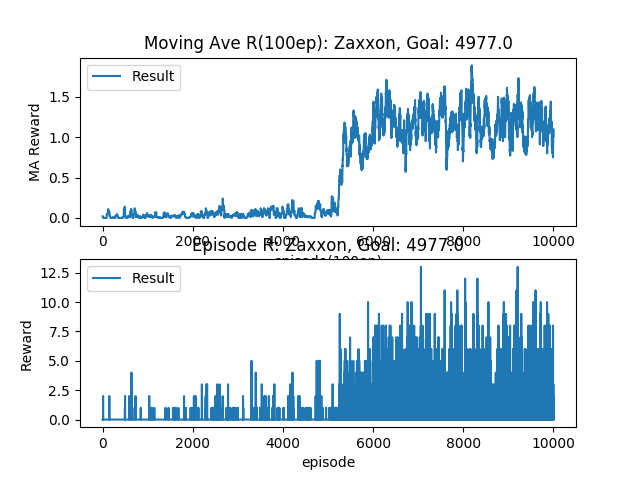 Moving Ave R(100ep): Zaxxon, Goal: 4977.0
Result
MA Reward
1.5
1.0
0.5
0.0
0 2000 4000 6000 8000 10000
episode(100ep)
Episode R: Zaxxon, Goal: 4977.0
Result
Reward
12.5
10.0
7.5
5.0
2.5
0.0
0 2000 4000 6000 8000 10000
episode